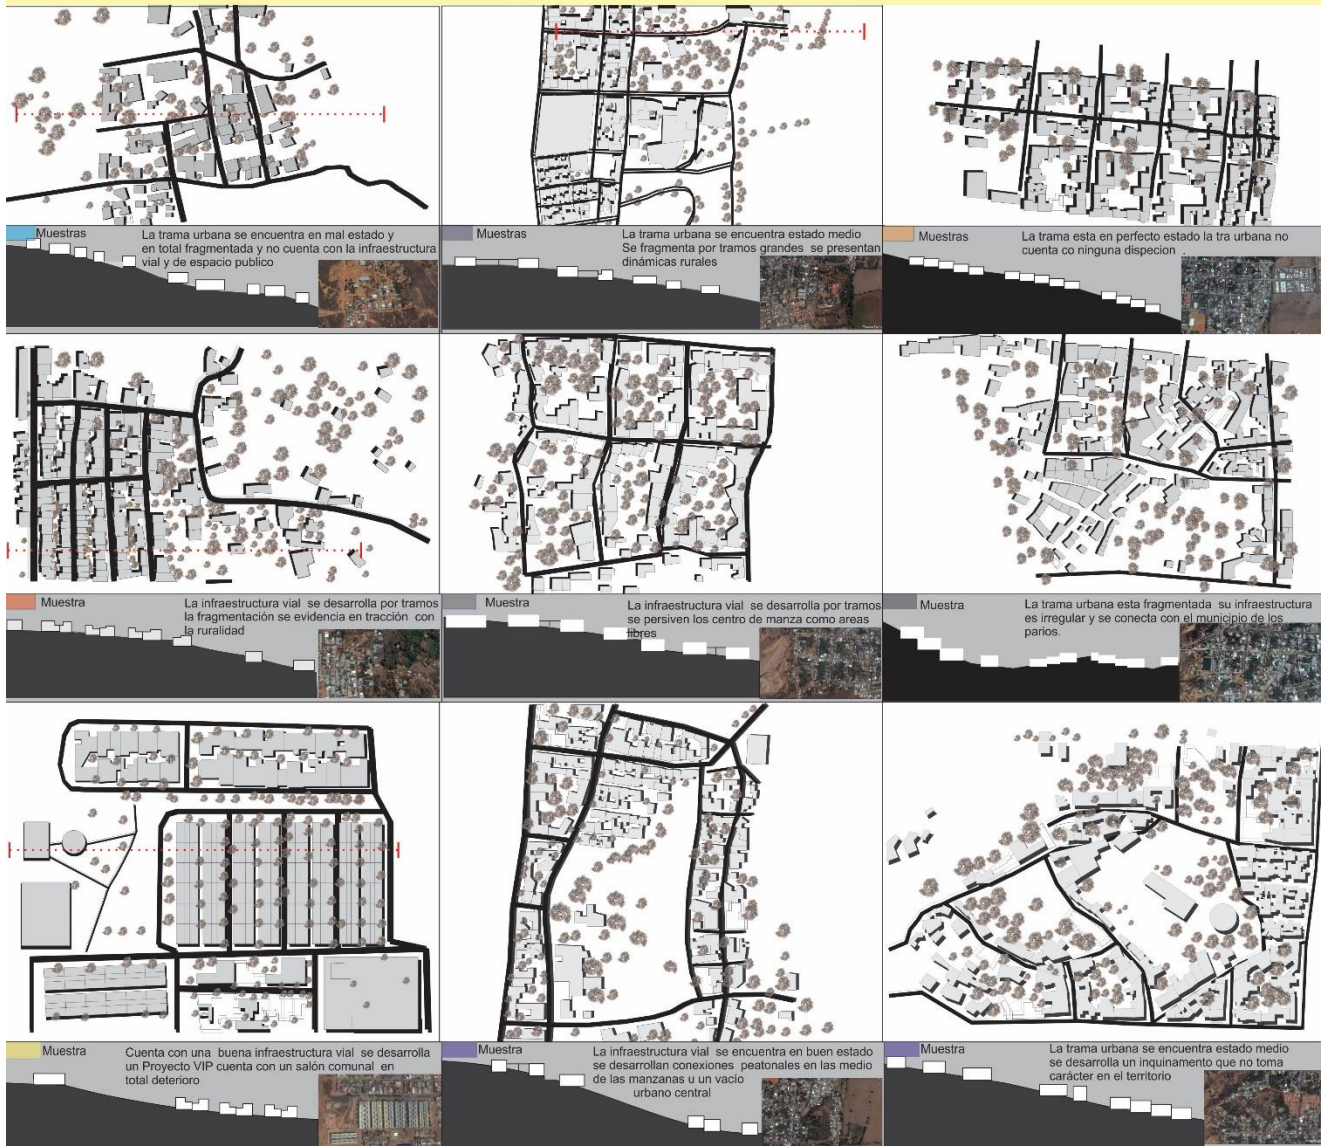 Muestras
La trama urbana se encuentra en mal estado y
en total fragmentada y no cuenta con la infraestructura
vial y de espacio publico
Muestras
La trama urbana se encuentra estado medio
Se fragmenta por tramos grandes se presentan
dinámicas rurales
Muestras
La trama esta en perfecto estado la tra urbana no
cuenta co ninguna dispecion
Muestra
La infraestructura vial se desarrolla por tramos
la fragmentación se evidencia en tracción con
la ruralidad
Muestra
La infraestructura vial se desarrolla por tramos
se persiven los centro de manza como areas
libres
Muestra
La trama urbana esta fragmentada su infraestructura
es irregular y se conecta con el municipio de los
parios.
Muestra
Cuenta con una buena infraestructura vial se desarrolla
un Proyecto VIP cuenta con un salón comunal en
total deterioro
Muestra
La infraestructura vial se encuentra en buen estado
se desarrollan conexiones peatonales en las medio
de las manzanas u un vacío
urbano central
Muestra
La trama urbana se encuentra estado medio
se desarrolla un inquinamento que no toma
carácter en el territorio